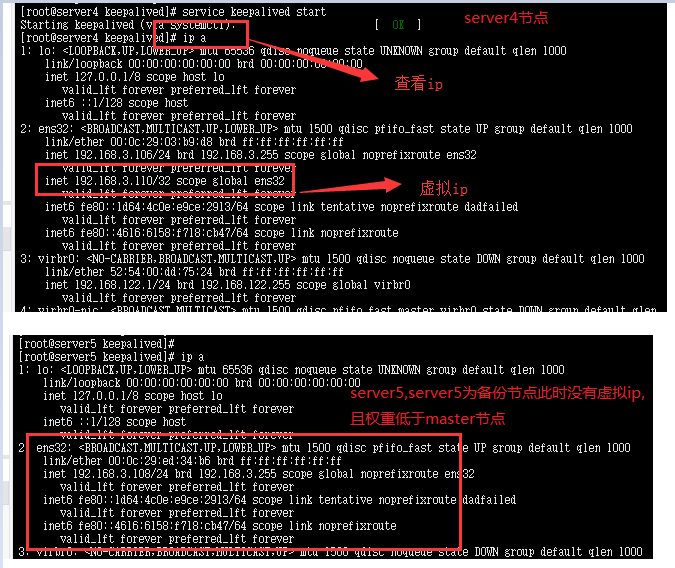 [root@server4 keepalived]# service keepalived start
Starting keepalived (via systemctl): [ OK ]
server4节点
[root@server4 keepalived]# ip a
1: lo: <LOOPBACK,UP,LOWER_UP> mtu 65536 qdisc noqueue state UNKNOWN group default qlen 1000
link/loopback 00:00:00:00:00:00 brd 00:00:00:00:00:00
inet 127.0.0.1/8 scope host lo
查看ip
valid_lft forever preferred_lft forever
inet6 ::1/128 scope host
valid_lft forever preferred_lft forever
2: ens32: <BROADCAST,MULTICAST,UP,LOWER_UP> mtu 1500 qdisc pfifo_fast state UP group default qlen 1000
link/ether 00:0c:29:03:b9:d8 brd ff:ff:ff:ff:ff:ff
inet 192.168.3.106/24 brd 192.168.3.255 scope global noprefixroute ens32
valid_lft forever preferred_lft forever
inet 192.168.3.110/32 scope global ens32
虚拟ip
valid_lft forever preferred_lft forever
inet6 fe80::1d64:4c0e:e9ce:2913/64 scope link tentative noprefixroute dadfailed
valid_lft forever preferred_lft forever
inet6 fe80::4616:6158:f718:cb47/64 scope link noprefixroute
valid_lft forever preferred_lft forever
3: virbr0: <NO-CARRIER,BROADCAST,MULTICAST,UP> mtu 1500 qdisc noqueue state DOWN group default qlen 1000
link/ether 52:54:00:dd:75:24 brd ff:ff:ff:ff:ff:ff
inet 192.168.122.1/24 brd 192.168.122.255 scope global virbr0
valid_lft forever preferred_lft forever
4: virbr0-nic: <BROADCAST,MULTICAST> mtu 1500 qdisc pfifo_fast master virbr0 state DOWN group default qlen
[root@server5 keepalived]#
[root@server5 keepalived]# ip a
1: lo: <LOOPBACK,UP,LOWER_UP> mtu 65536 qdisc noqueue state UNKNOWN group default qlen 1000
link/loopback 00:00:00:00:00:00 brd 00:00:00:00:00:00
inet 127.0.0.1/8 scope host lo
server5,server5为备份节点此时没有虚拟ip,
valid_lft forever preferred_lft forever
inet6 ::1/128 scope host
且权重低于master节点
valid_lft forever preferred_lft forever
2: ens32: <BROADCAST,MULTICAST,UP,LOWER_UP> mtu 1500 qdisc pfifo_fast state UP group default qlen 1000
link/ether 00:0c:29:ed:34:b6 brd ff:ff:ff:ff:ff:ff
inet 192.168.3.108/24 brd 192.168.3.255 scope global noprefixroute ens32
valid_lft forever preferred_lft forever
inet6 fe80::1d64:4c0e:e9ce:2913/64 scope link tentative noprefixroute dadfailed
valid_lft forever preferred_lft forever
inet6 fe80::4616:6158:f718:cb47/64 scope link noprefixroute
valid_lft forever preferred_lft forever
3: virbr0: <NO-CARRIER,BROADCAST,MULTICAST,UP> mtu 1500 qdisc noqueue state DOWN group default qlen 1000